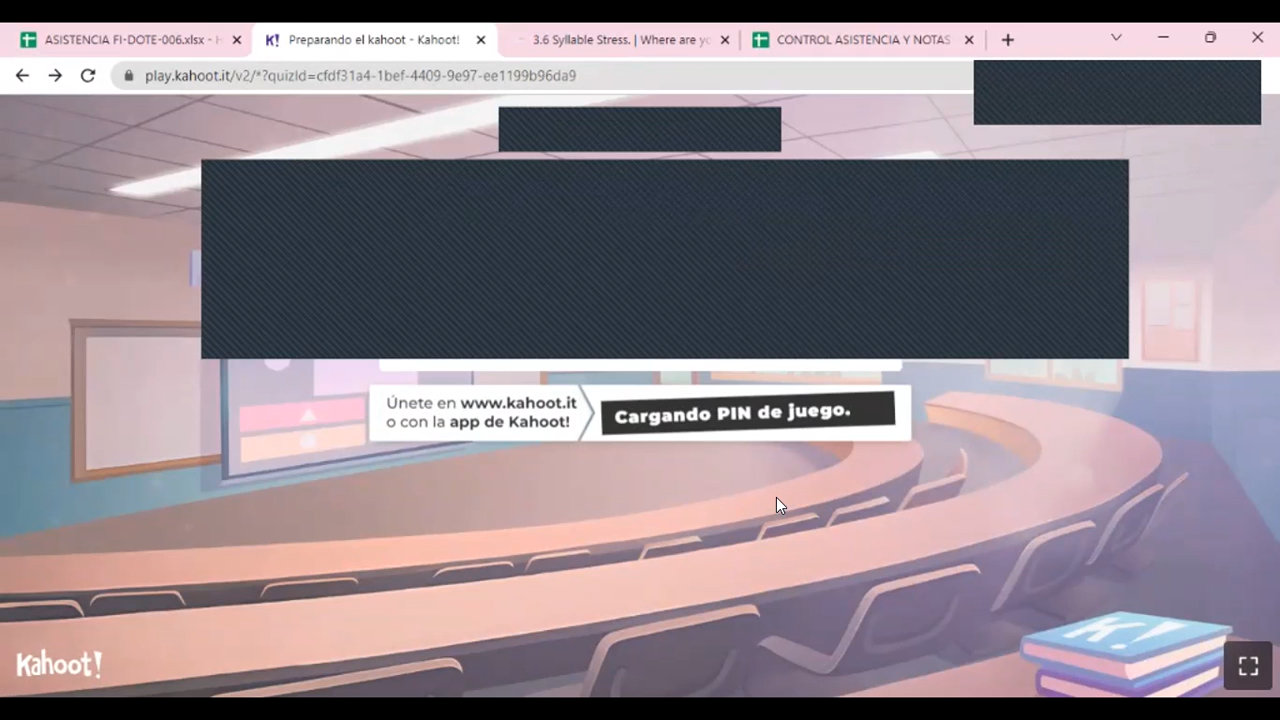 ASISTENCIA FI-DOTE-006.xlsx -
K! Preparando el kahoot - Kahoot!
3.6 Syllable Stress. | Where are yo
CONTROL ASISTENCIA Y NOTAS
play.kahoot.it/v2/*?quizId=cfdf31a4-1bef-4409-9e97-ee1199b96da9
Únete en www.kahoot.it
o con la app de Kahoot!
Cargando PIN de juego.
K!
Kahoot!